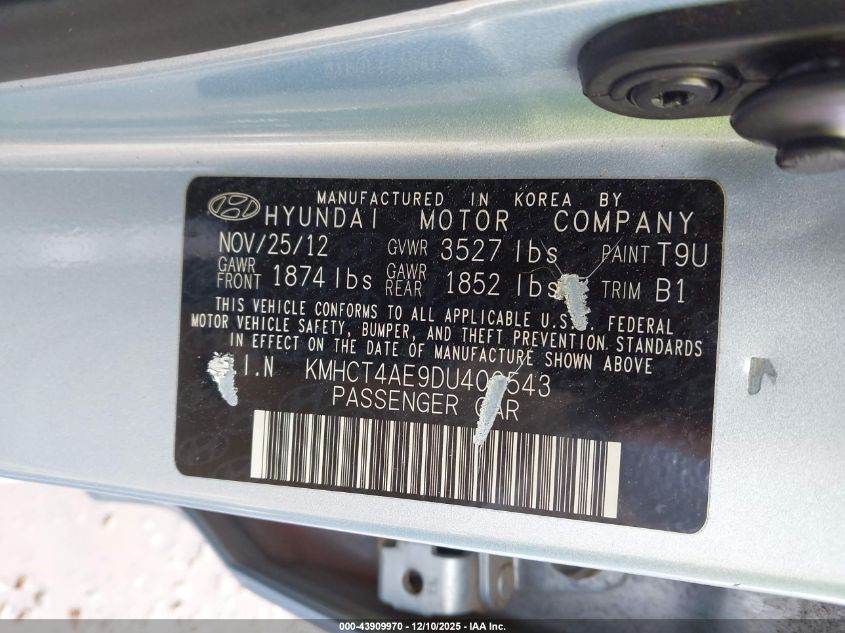 MANUFACTURED IN KOREA BY
HYUNDAI MOTOR COMPANY
NOV/25/12 GVWR 3527 lbs PAINT T9U
GAWR FRONT 1874 lbs GAWR REAR 1852 lbs TRIM B1
THIS VEHICLE CONFORMS TO ALL APPLICABLE FEDERAL
MOTOR VEHICLE SAFETY, BUMPER, AND THEFT PREVENTION STANDARDS
IN EFFECT ON THE DATE OF MANUFACTURE SHOWN ABOVE
PASSENGER CAR
000-43909970 - 12/10/2025 - IAA Inc.